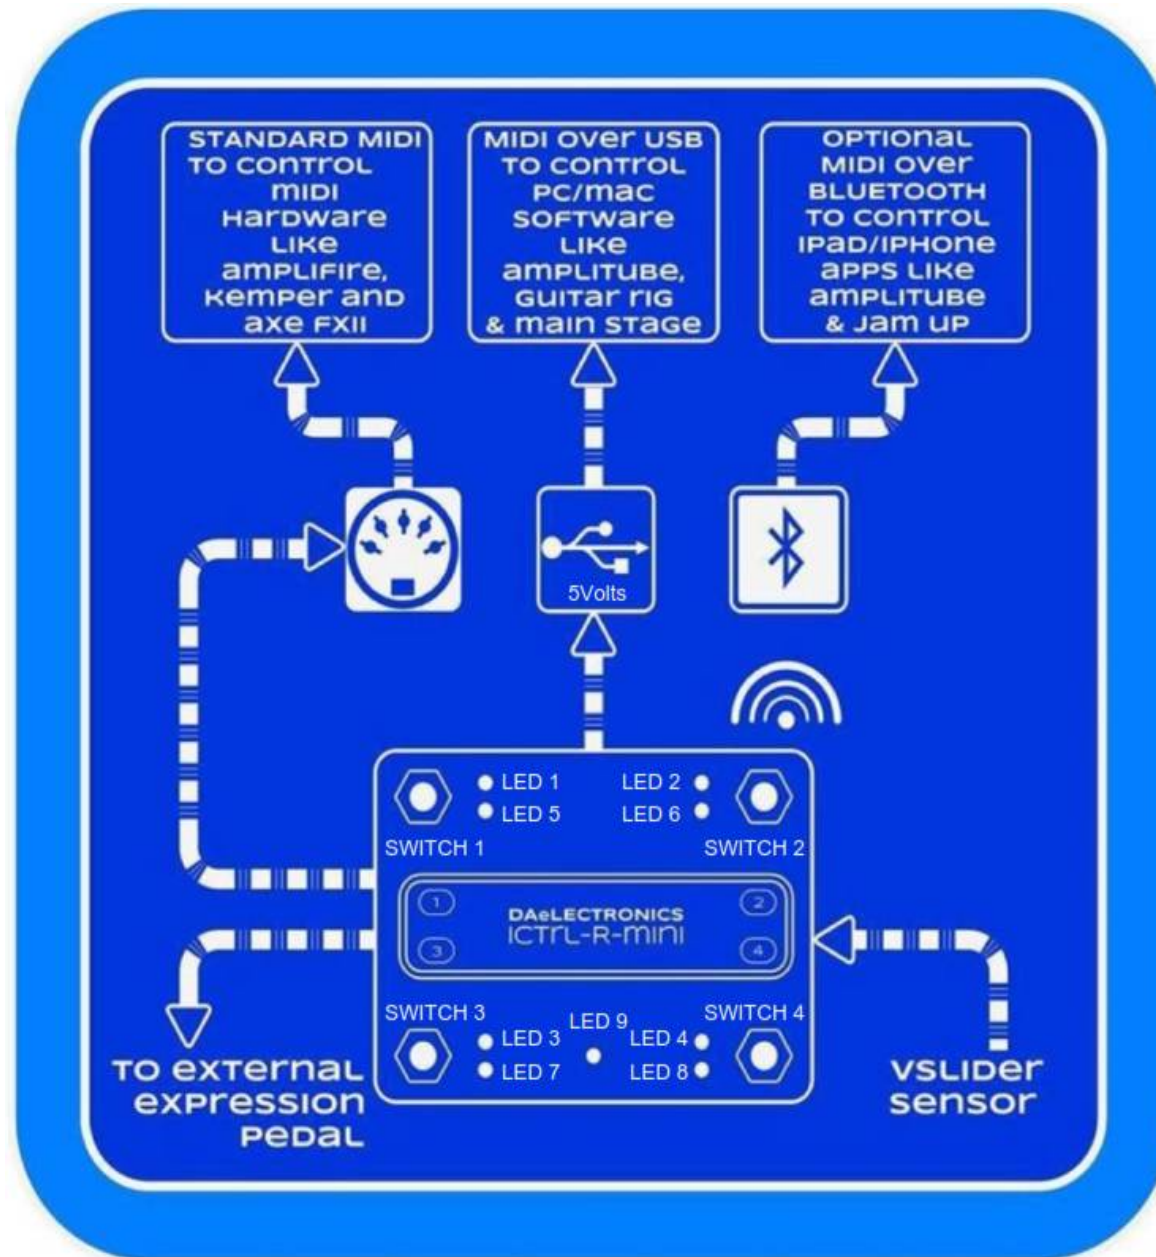 STANDARD MIDI
TO CONTROL
MIDI
HARDWARE
LIKE
AMPLIFIRE,
KEMPER AND
AXE FXII
MIDI OVER USB
TO CONTROL
PC/MAC
SOFTWARE
LIKE
AMPLITUBE,
GUITAR RIG
& MAIN STAGE
OPTIONAL
MIDI OVER
BLUETOOTH
TO CONTROL
IPAD/IPHONE
APPS LIKE
AMPLITUBE
& JAM UP
5Volts
LED 1 LED 2
LED 5 LED 6
SWITCH 1 SWITCH 2
1 2
DAeLECTRONICS
ICTRL-R-MINI
3 4
SWITCH 3 SWITCH 4
LED 9
LED 3 LED 4
LED 7 LED 8
TO EXTERNAL
EXPRESSION
PEDAL
VSLIDER
SENSOR